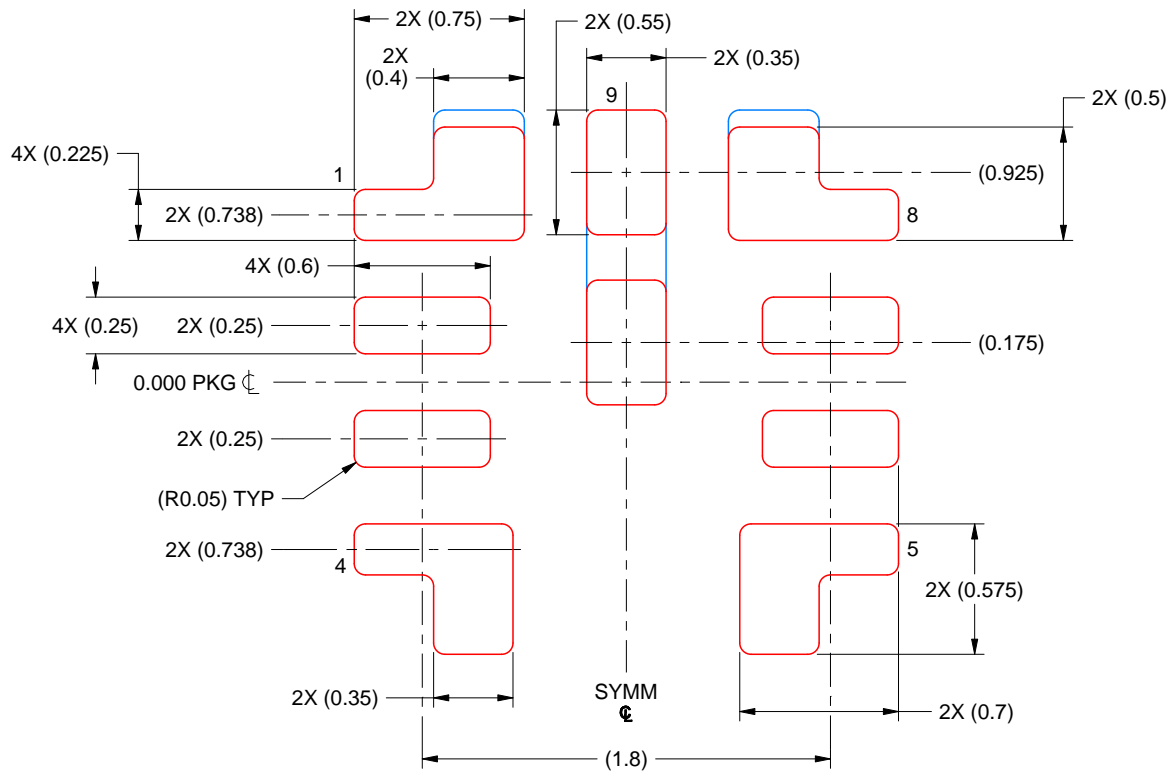 2X (0.75)
2X (0.55)
2X
(0.4)
2X (0.35)
9
2X (0.5)
4X (0.225)
1
(0.925)
2X (0.738)
8
4X (0.6)
4X (0.25)
2X (0.25)
(0.175)
0.000 PKG ℄
2X (0.25)
(R0.05) TYP
2X (0.738)
4
5
2X (0.575)
2X (0.35)
SYMM
℄
2X (0.7)
(1.8)